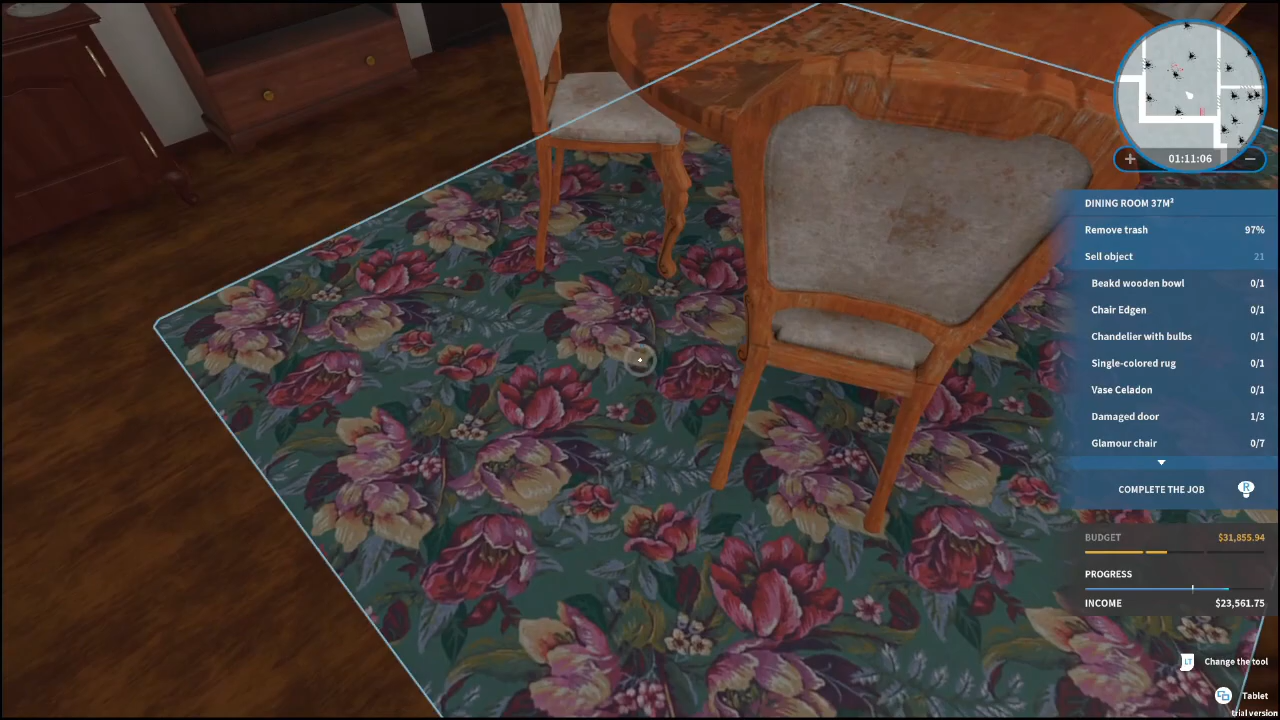 01:11:06
DINING ROOM 37M²
Remove trash 97%
Sell object 21
Beakd wooden bowl 0/1
Chair Edgen 0/1
Chandelier with bulbs 0/1
Single-colored rug 0/1
Vase Celadon 0/1
Damaged door 1/3
Glamour chair 0/7
COMPLETE THE JOB R
BUDGET $31,855.94
PROGRESS
INCOME $23,561.75
LT Change the tool
Tablet
trial version